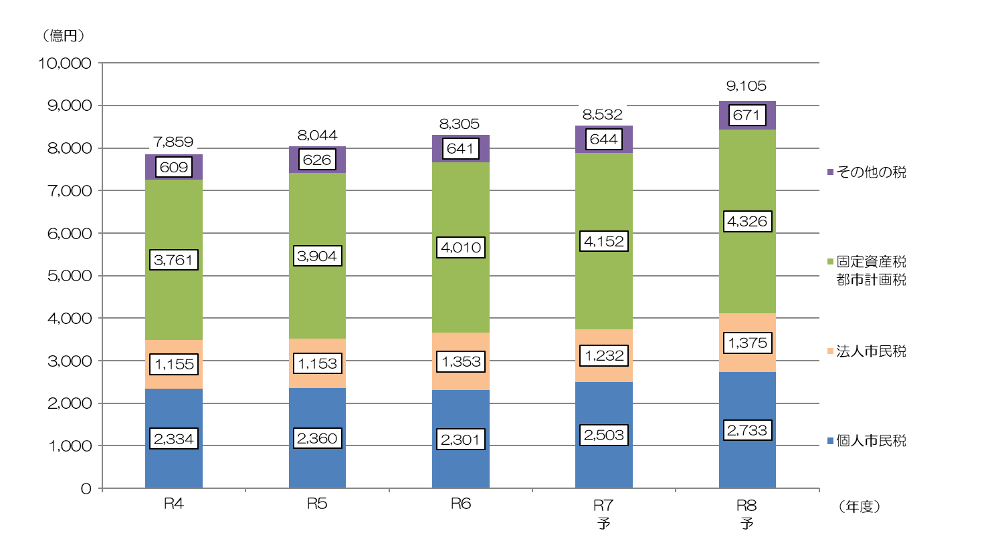 （億円）
10,000
9,000
8,000
7,000
6,000
5,000
4,000
3,000
2,000
1,000
0
7,859
609
3,761
1,155
2,334
8,044
626
3,904
1,153
2,360
8,305
641
4,010
1,353
2,301
8,532
644
4,152
1,232
2,503
9,105
671
4,326
1,375
2,733
R4
R5
R6
R7
予
R8
予
（年度）
その他の税
固定資産税
都市計画税
法人市民税
個人市民税